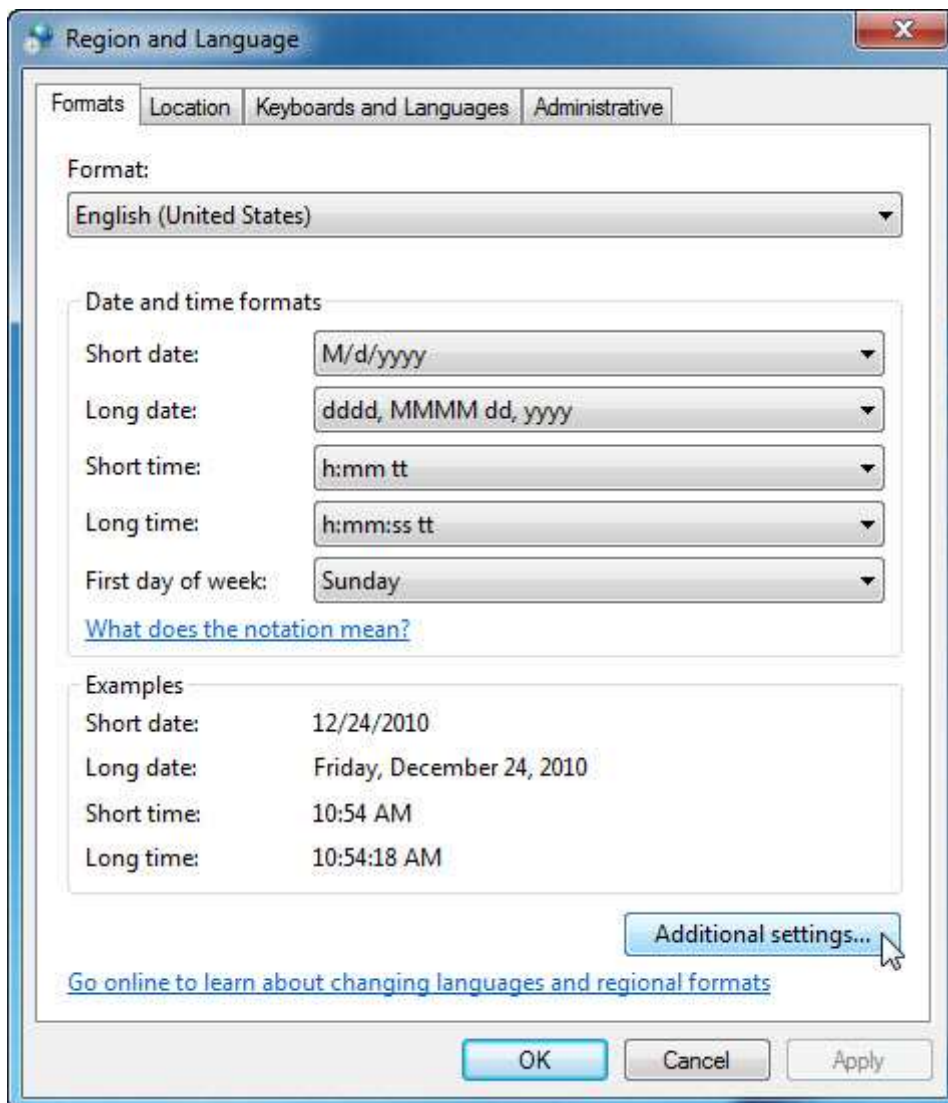 Region and Language
Formats Location Keyboards and Languages Administrative
Format:
English (United States)
Date and time formats
Short date: M/d/yyyy
Long date: dddd, MMMM dd, yyyy
Short time: h:mm tt
Long time: h:mm:ss tt
First day of week: Sunday
What does the notation mean?
Examples
Short date: 12/24/2010
Long date: Friday, December 24, 2010
Short time: 10:54 AM
Long time: 10:54:18 AM
Additional settings...
Go online to learn about changing languages and regional formats
OK Cancel Apply